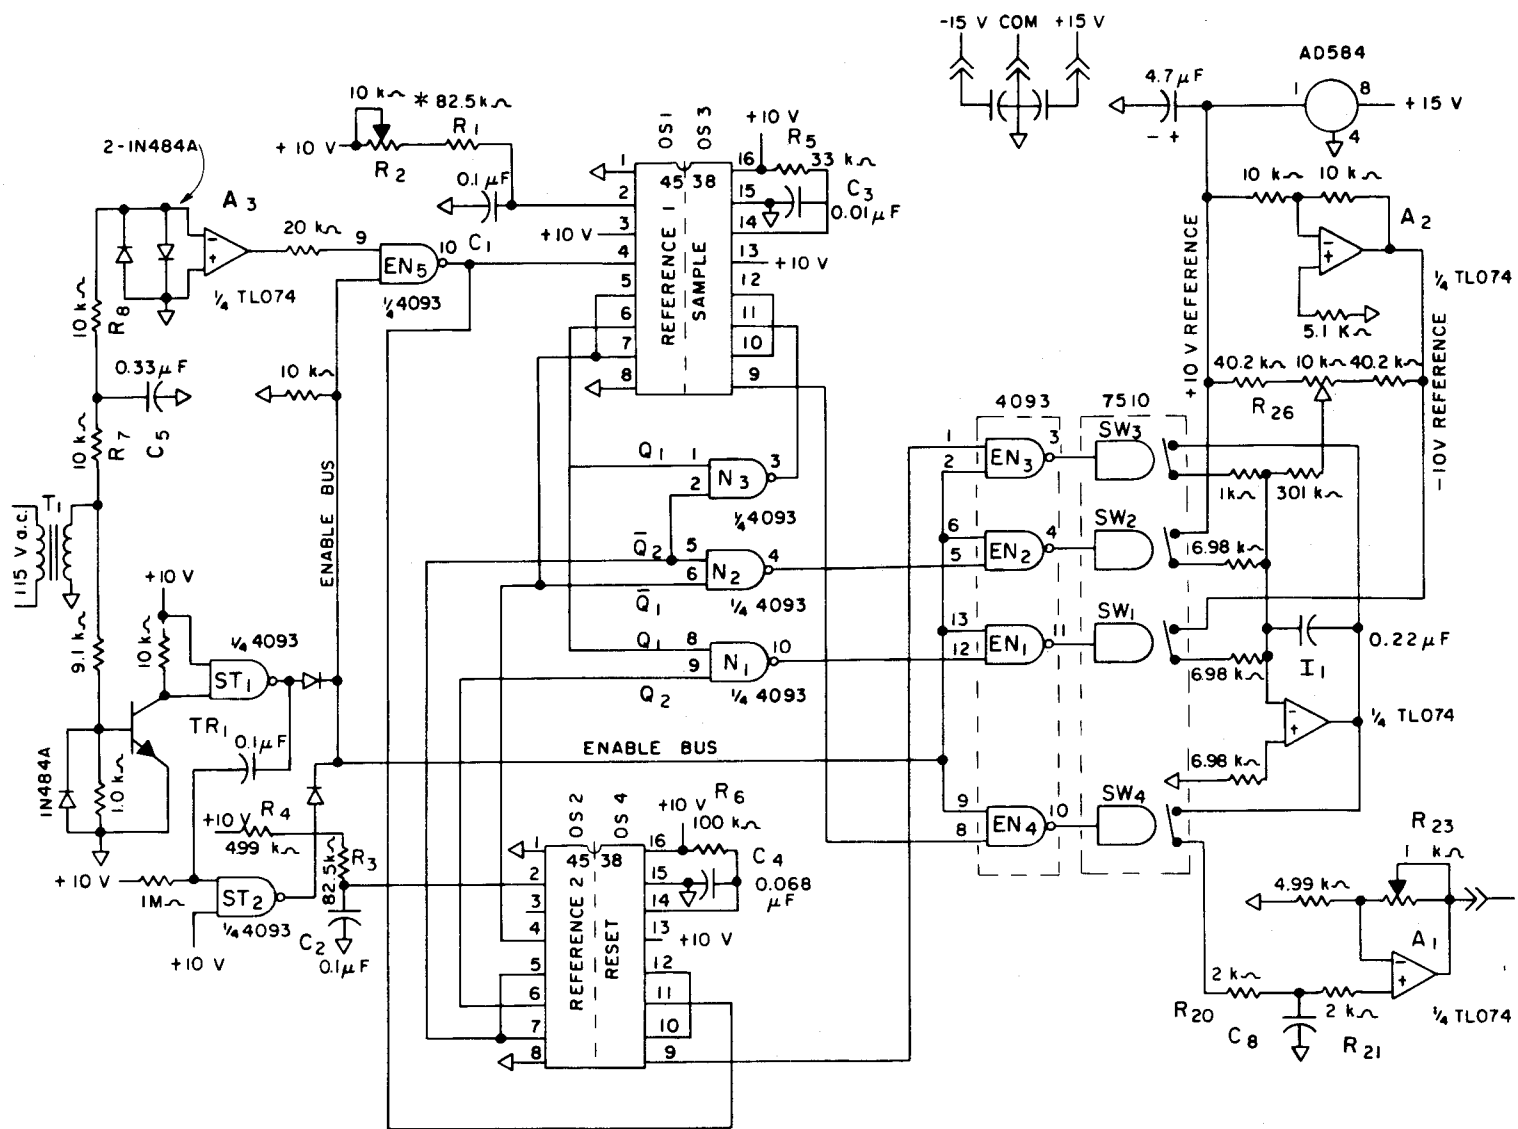 -15 V COM +15 V
AD584
4.7 μF
1
8
+15 V
4
- +
10 kΩ * 82.5 kΩ
R1
+10 V
R2
2-1N484A
0.1 μF
OS1
OS3
+10 V
R5
33 kΩ
C3
0.01 μF
1
2
3
4
5
6
7
8
45 38
REFERENCE 1
SAMPLE
16
15
14
13
12
11
10
9
+10 V
+10 V
A3
-
+
1/4 TL074
20 kΩ
9
10
C1
EN5
1/4 4093
10 kΩ
R8
0.33 μF
C5
10 kΩ
R7
10 kΩ
ENABLE BUS
T1
115 V a.c.
+10 V
10 kΩ
9.1 kΩ
1/4 4093
ST1
TR1
0.1 μF
1N484A
1.0 kΩ
R4
+10 V
4.99 kΩ
R3
82.5 kΩ
+10 V
1MΩ
ST2
1/4 4093
+10 V
C2
0.1 μF
10 kΩ
10 kΩ
A2
-
+
1/4 TL074
5.1 KΩ
+10 V REFERENCE
-10V REFERENCE
40.2 kΩ
10 kΩ
40.2 kΩ
R26
Q1
1
2
3
N3
1/4 4093
Q̅2
5
6
4
N2
Q̅1
1/4 4093
Q1
8
9
10
N1
Q2
1/4 4093
ENABLE BUS
4093
7510
1
2
3
EN3
SW3
6
5
4
EN2
SW2
13
12
11
EN1
SW1
9
8
10
EN4
SW4
1kΩ
301 kΩ
6.98 kΩ
6.98 kΩ
0.22 μF
I1
-
+
1/4 TL074
6.98 kΩ
OS2
OS4
+10 V
R6
100 kΩ
C4
0.068
μF
1
2
3
4
5
6
7
8
45 38
REFERENCE 2
RESET
16
15
14
13
12
11
10
9
+10 V
R23
1 kΩ
4.99 kΩ
A1
-
+
1/4 TL074
2 kΩ
R20
C8
2 kΩ
R21